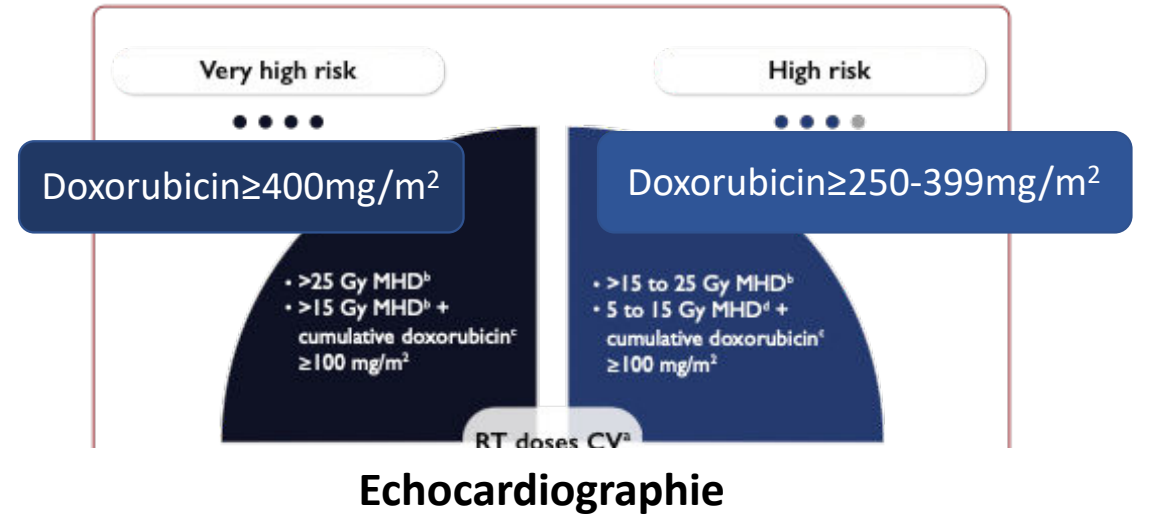 Very high risk
High risk
Doxorubicin≥400mg/m²
Doxorubicin≥250-399mg/m²
• >25 Gy MHDᵇ
• >15 Gy MHDᵇ +
cumulative doxorubicinᶜ
≥100 mg/m²
• >15 to 25 Gy MHDᵇ
• 5 to 15 Gy MHDᵈ +
cumulative doxorubicinᶜ
≥100 mg/m²
RT doses CVᵃ
Echocardiographie